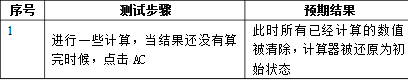 序号 测试步骤 预期结果
1 进行一些计算，当结果还没有算
完时候，点击 AC
此时所有已经计算的数值
被清除，计算器被还原为初
始状态